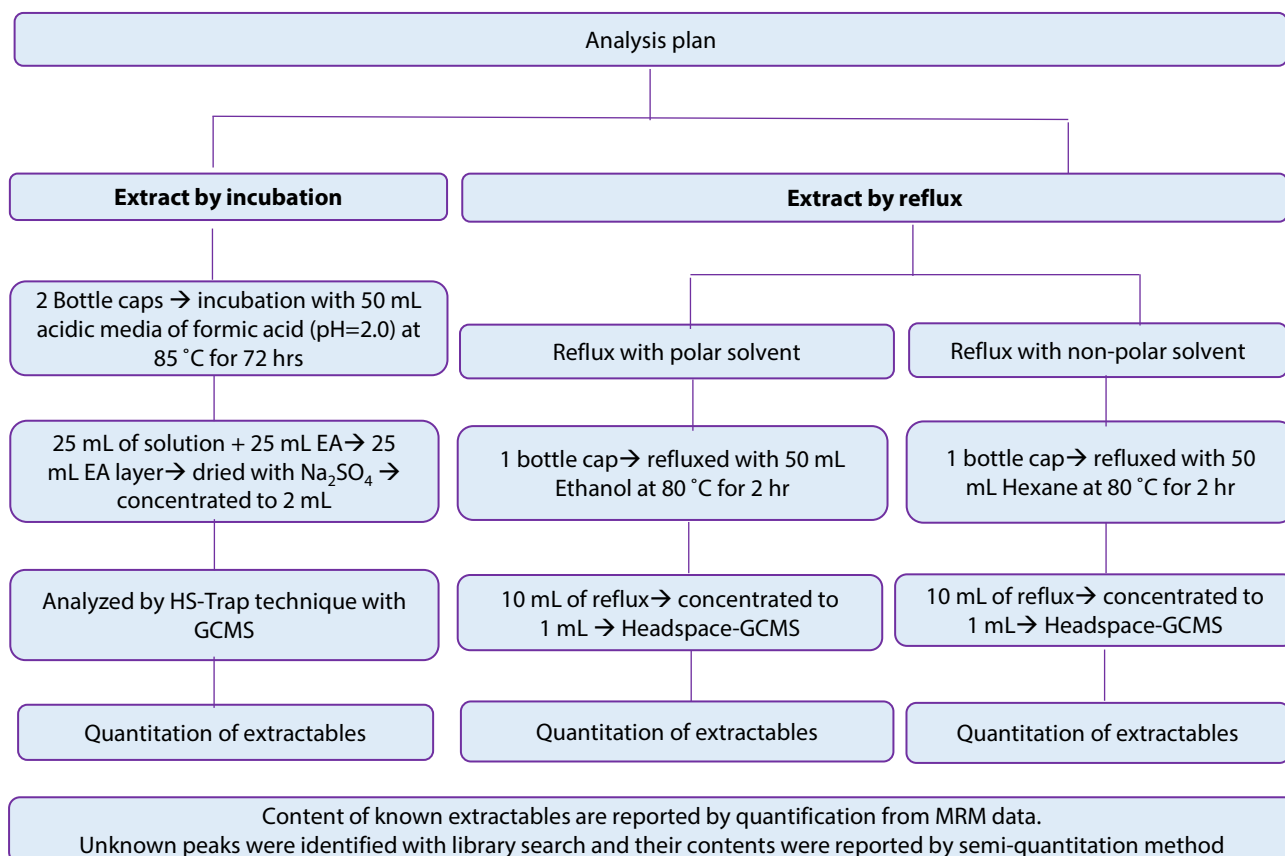 Analysis plan
Extract by incubation
Extract by reflux
2 Bottle caps → incubation with 50 mL
acidic media of formic acid (pH=2.0) at
85 ˚C for 72 hrs
Reflux with polar solvent
Reflux with non-polar solvent
25 mL of solution + 25 mL EA→ 25
mL EA layer→ dried with Na₂SO₄ →
concentrated to 2 mL
1 bottle cap→ refluxed with 50 mL
Ethanol at 80 ˚C for 2 hr
1 bottle cap→ refluxed with 50
mL Hexane at 80 ˚C for 2 hr
Analyzed by HS-Trap technique with
GCMS
10 mL of reflux→ concentrated to
1 mL → Headspace-GCMS
10 mL of reflux→ concentrated to
1 mL→ Headspace-GCMS
Quantitation of extractables
Quantitation of extractables
Quantitation of extractables
Content of known extractables are reported by quantification from MRM data.
Unknown peaks were identified with library search and their contents were reported by semi-quantitation method